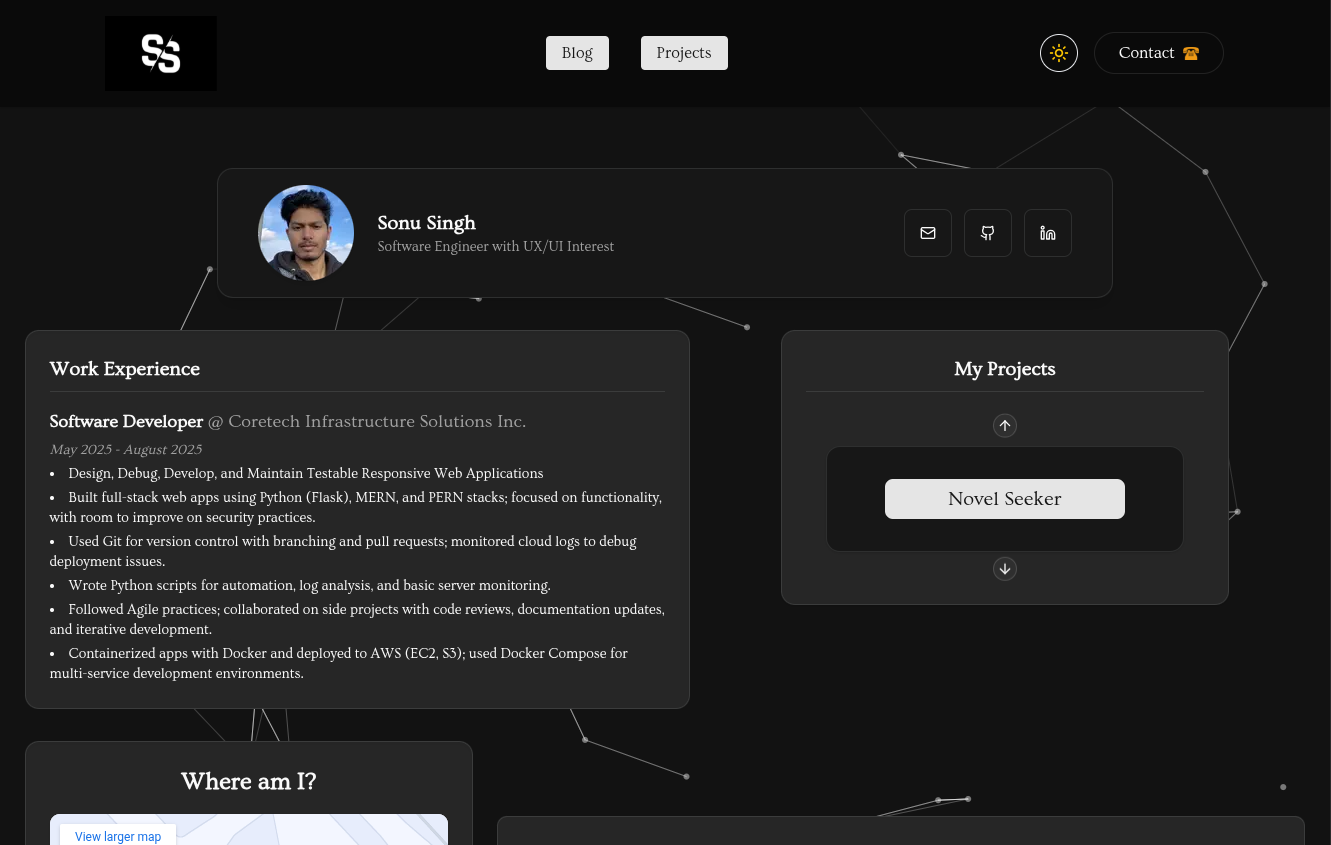 SS
Blog
Projects
Contact ☎
Sonu Singh
Software Engineer with UX/UI Interest
Work Experience
Software Developer @ Coretech Infrastructure Solutions Inc.
May 2025 - August 2025
• Design, Debug, Develop, and Maintain Testable Responsive Web Applications
• Built full-stack web apps using Python (Flask), MERN, and PERN stacks; focused on functionality,
with room to improve on security practices.
• Used Git for version control with branching and pull requests; monitored cloud logs to debug
deployment issues.
• Wrote Python scripts for automation, log analysis, and basic server monitoring.
• Followed Agile practices; collaborated on side projects with code reviews, documentation updates,
and iterative development.
• Containerized apps with Docker and deployed to AWS (EC2, S3); used Docker Compose for
multi-service development environments.
My Projects
Novel Seeker
Where am I?
View larger map